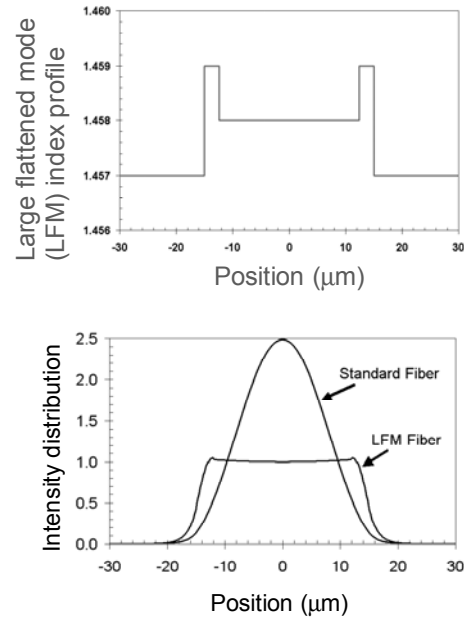 Large flattened mode
(LFM) index profile
1.460
1.459
1.458
1.457
1.456
-30 -20 -10 0 10 20 30
Position (μm)
Intensity distribution
2.5
2.0
1.5
1.0
0.5
0.0
Standard Fiber
LFM Fiber
-30 -20 -10 0 10 20 30
Position (μm)